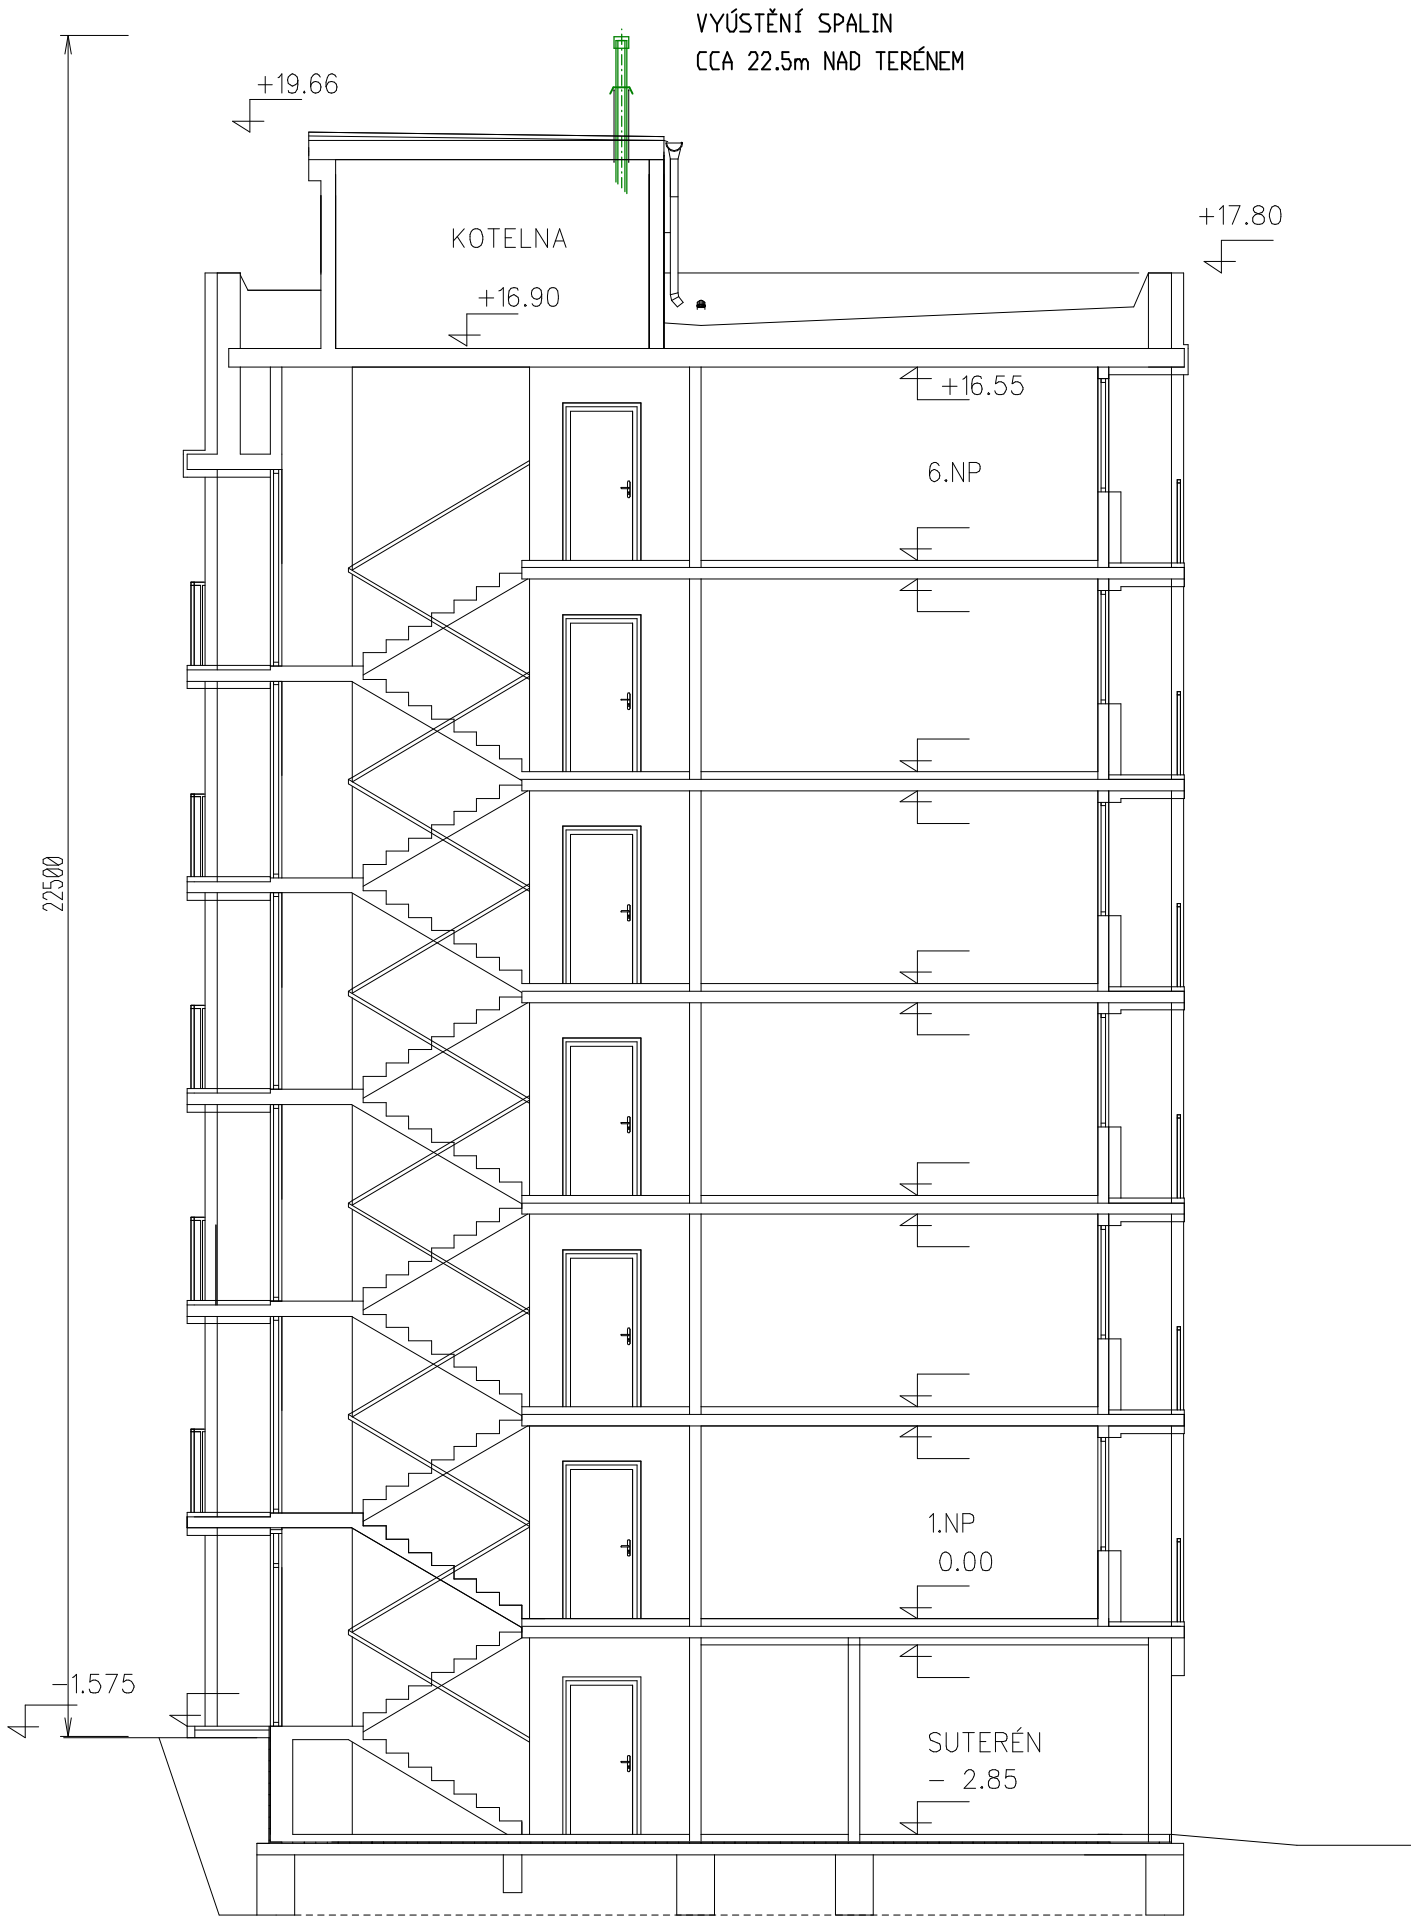 VYÚSTĚNÍ SPALIN
CCA 22.5m NAD TERÉNEM
+19.66
+17.80
KOTELNA
+16.90
+16.55
6.NP
22500
1.NP
0.00
-1.575
SUTERÉN
- 2.85